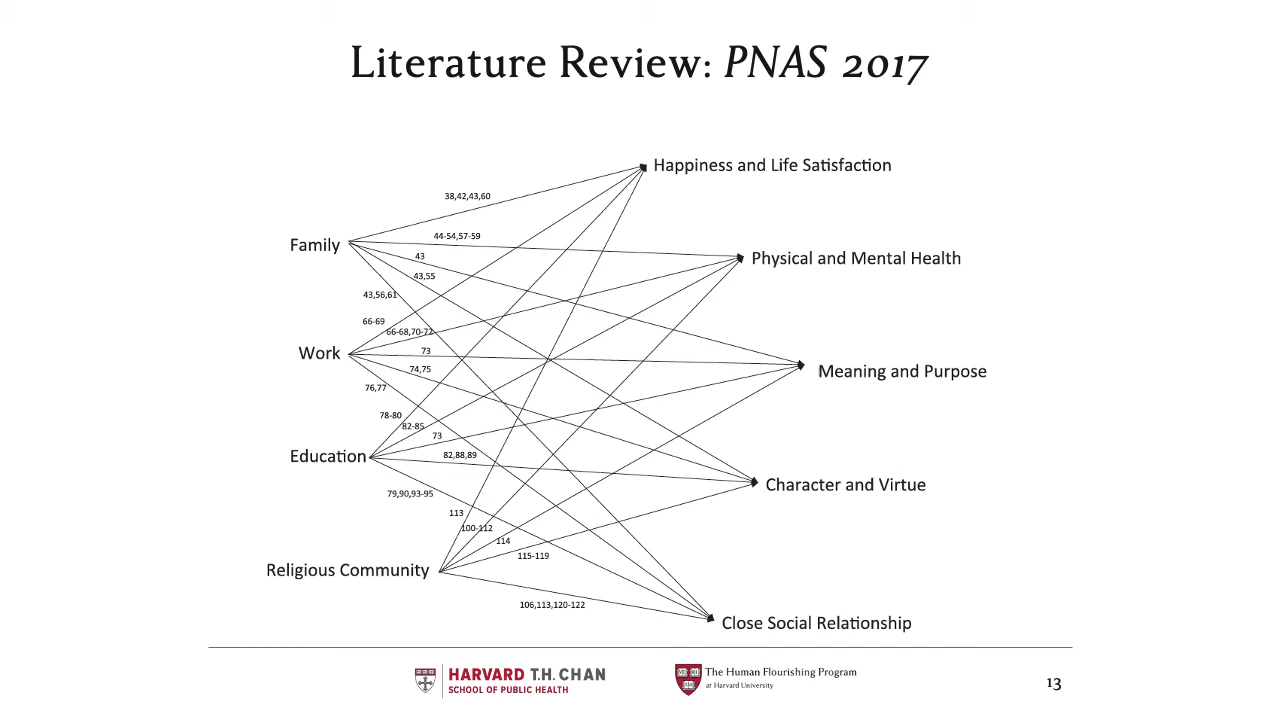 Literature Review: PNAS 2017
Happiness and Life Satisfaction
38,42,43,60
Family
44-54,57-59
43
43,55
Physical and Mental Health
43,56,61
66-69
66-68,70-72
Work
73
74,75
Meaning and Purpose
76,77
78-80
82-85
73
Education
82,88,89
79,90,93-95
Character and Virtue
113
100-112
114
115-119
Religious Community
106,113,120-122
Close Social Relationship
HARVARD T.H. CHAN
SCHOOL OF PUBLIC HEALTH
The Human Flourishing Program
at Harvard University
13